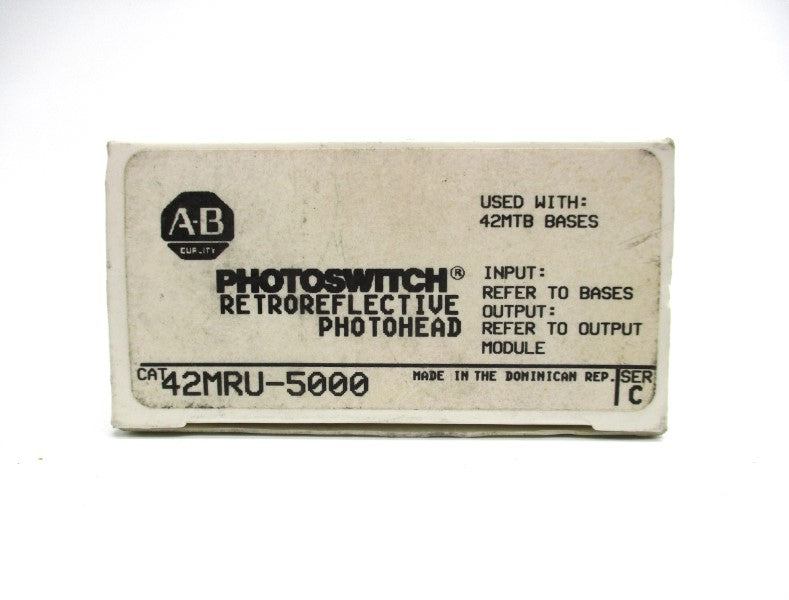 A-B
QUALITY
PHOTOSWITCH®
RETROREFLECTIVE
PHOTOHEAD
USED WITH:
42MTB BASES
INPUT:
REFER TO BASES
OUTPUT:
REFER TO OUTPUT
MODULE
CAT 42MRU-5000
MADE IN THE DOMINICAN REP.
SER
C